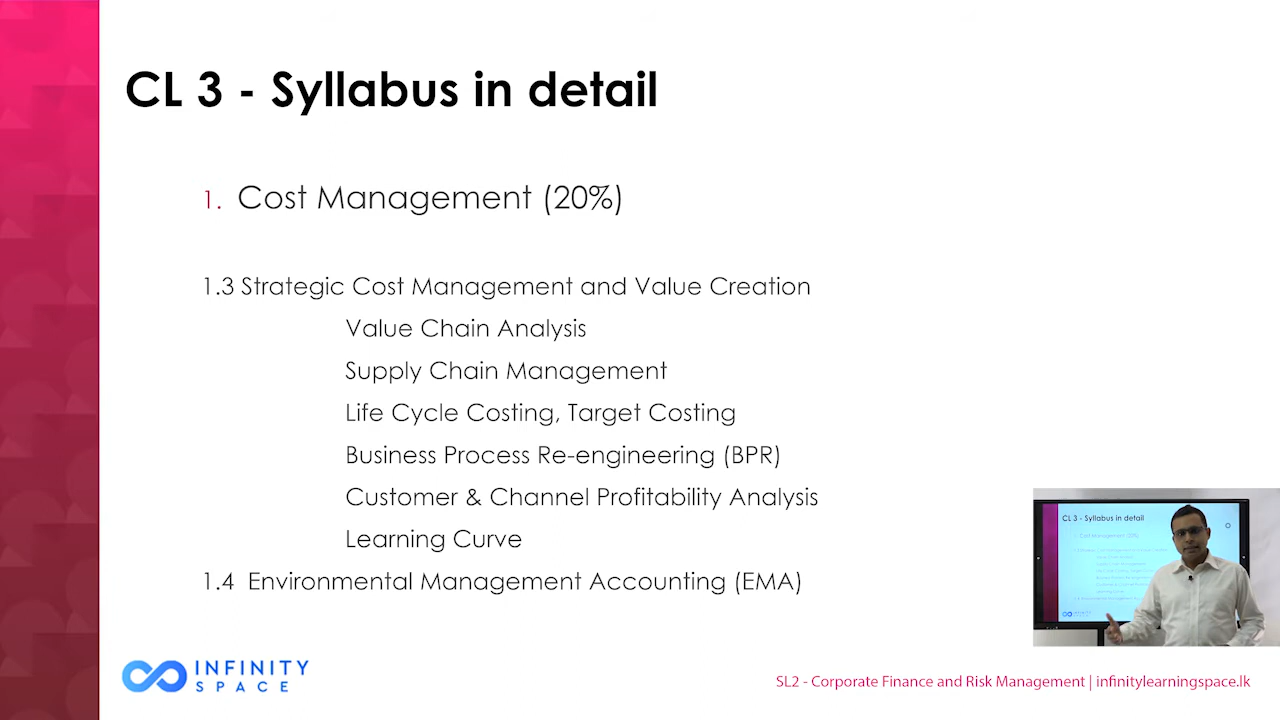 CL 3 - Syllabus in detail
1. Cost Management (20%)
1.3 Strategic Cost Management and Value Creation
Value Chain Analysis
Supply Chain Management
Life Cycle Costing, Target Costing
Business Process Re-engineering (BPR)
Customer & Channel Profitability Analysis
Learning Curve
1.4 Environmental Management Accounting (EMA)
CL 3 - Syllabus in detail
Cost Management (20%)
INFINITY
SPACE
SL2 - Corporate Finance and Risk Management | infinitylearningspace.lk